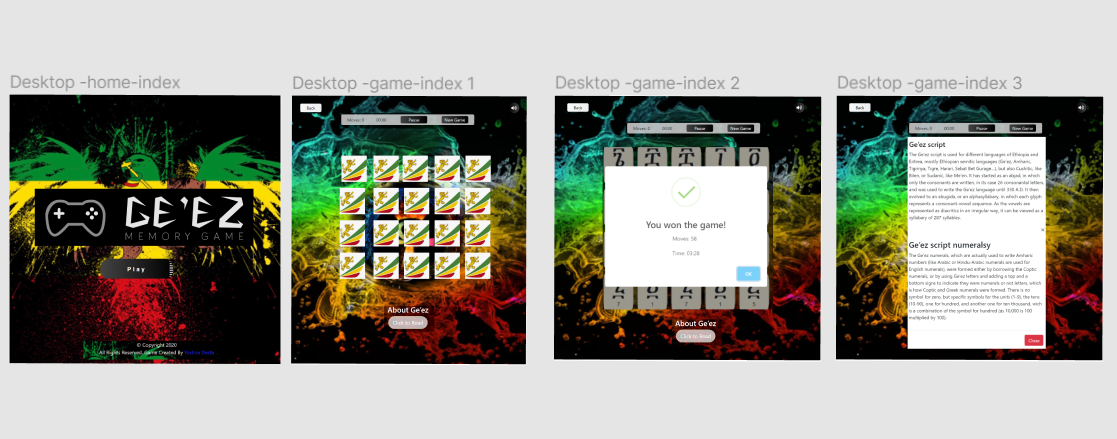 Desktop -home-index
GE'EZ
MEMORY GAME
Play
© Copyright 2020
All Rights Reserved. Game Created By
Desktop -game-index 1
Back
Moves: 0 00:00 Pause New Game
About Ge'ez
Click to Read
Desktop -game-index 2
Back
Moves: 0 00:00 Pause New Game
You won the game!
Moves: 58
Time: 03:28
OK
About Ge'ez
Click to Read
Desktop -game-index 3
Back
Moves: 0 00:00 Pause New Game
Ge'ez script
The Ge'ez script is used for different languages of Ethiopia and
Eritrea, mostly Ethiopian semitic languages (Ge'ez, Amharic,
Tigrinya, Tigre, Harari, Sebat Bet Gurage...), but also Cushitic, like
Bilen, or Sudanic, like Me'en. It has started as an abjad, in which
only the consonants are written, in its case 26 consonantal letters,
and was used to write the Ge'ez language until 330 A.D. It then
evolved to an abugida, or an alphasyllabary, in which each glyph
represents a consonant-vowel sequence. As the vowels are
represented as diacritics in an irregular way, it can be viewed as a
syllabary of 287 syllables.
Ge'ez script numeralsy
The Ge'ez numerals, which are actually used to write Amharic
numbers (like Arabic or Hindu-Arabic numerals are used for
English numerals), were formed either by borrowing the Coptic
numerals, or by using Ge'ez letters and adding a top and a
bottom signs to indicate they were numerals or not letters, which
is how Coptic and Greek numerals were formed. There is no
symbol for zero, but specific symbols for the units (1-9), the tens
(10-90), one for hundred, and another one for ten thousand, wich
is a combination of the symbol for hundred (as 10,000 is 100
multiplied by 100).
Close